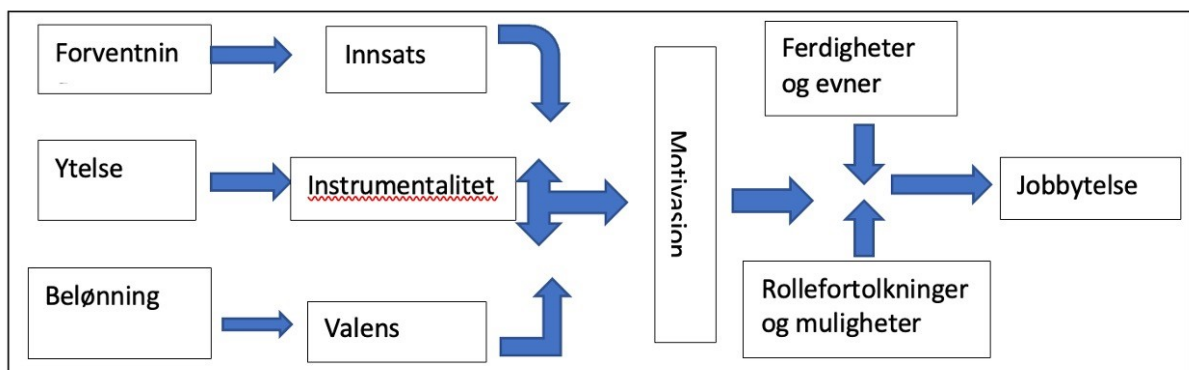 Forventnin
Innsats
Ytelse
Instrumentalitet
Belønning
Valens
Motivasjon
Ferdigheter
og evner
Rollefortolkninger
og muligheter
Jobbytelse